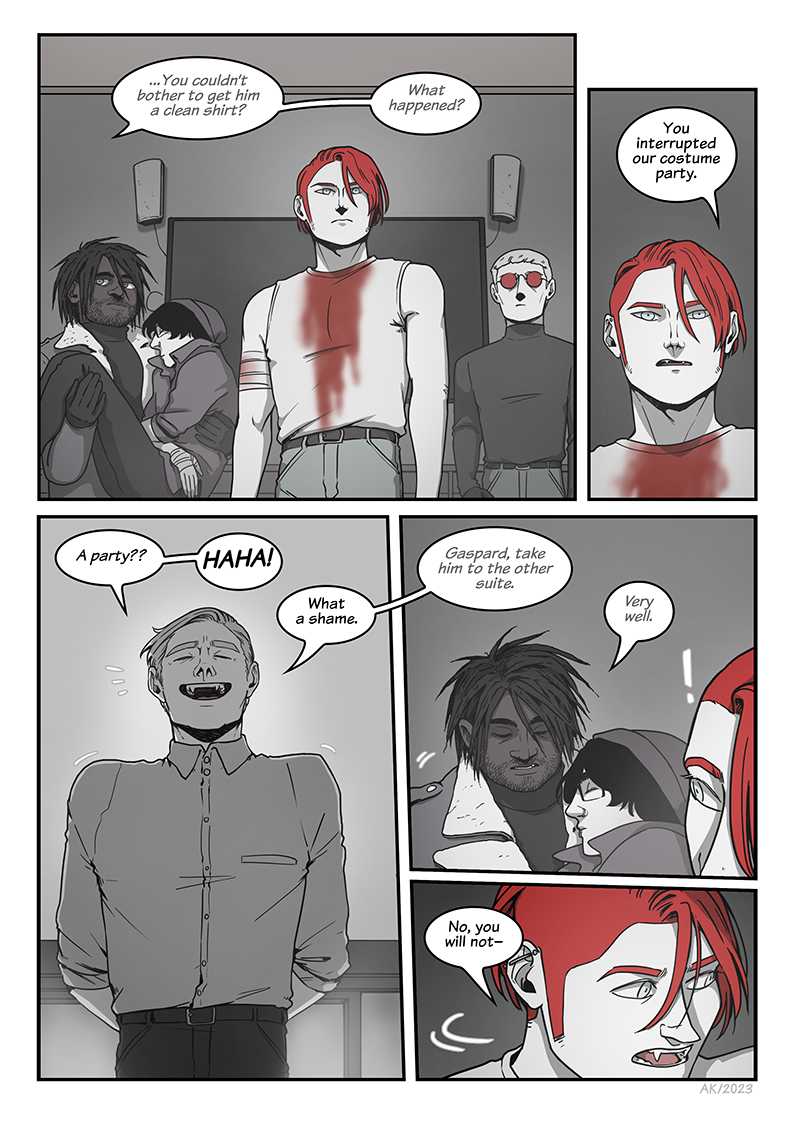 ...You couldn't
bother to get him
a clean shirt?
What
happened?
You
interrupted
our costume
party.
A party??
HAHA!
What
a shame.
Gaspard, take
him to the other
suite.
Very
well.
!
No, you
will not–
AK/2023